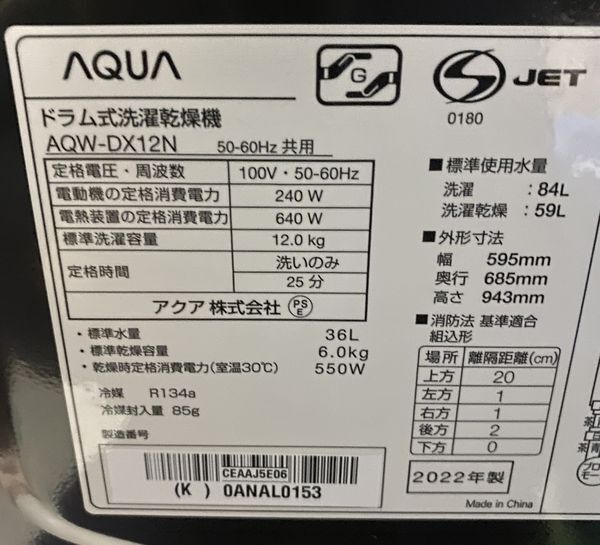 AQUA
G
S JET
0180
ドラム式洗濯乾燥機
AQW-DX12N 50-60Hz 共用
定格電圧・周波数 100V・50-60Hz
電動機の定格消費電力 240 W
電熱装置の定格消費電力 640 W
標準洗濯容量 12.0 kg
定格時間 洗いのみ
25 分
アクア 株式会社 PS
E
・標準水量 36L
・標準乾燥容量 6.0kg
・乾燥時定格消費電力(室温30℃) 550W
冷媒 R134a
冷媒封入量 85g
製造番号
CEAAJ5E06
(K) 0ANAL0153
■標準使用水量
洗濯 : 84L
洗濯乾燥 : 59L
■外形寸法
幅 595mm
奥行 685mm
高さ 943mm
■消防法 基準適合
組込形
場所 離隔距離(cm)
上方 20
左方 1
右方 1
後方 2
下方 0
2022年製
Made in China